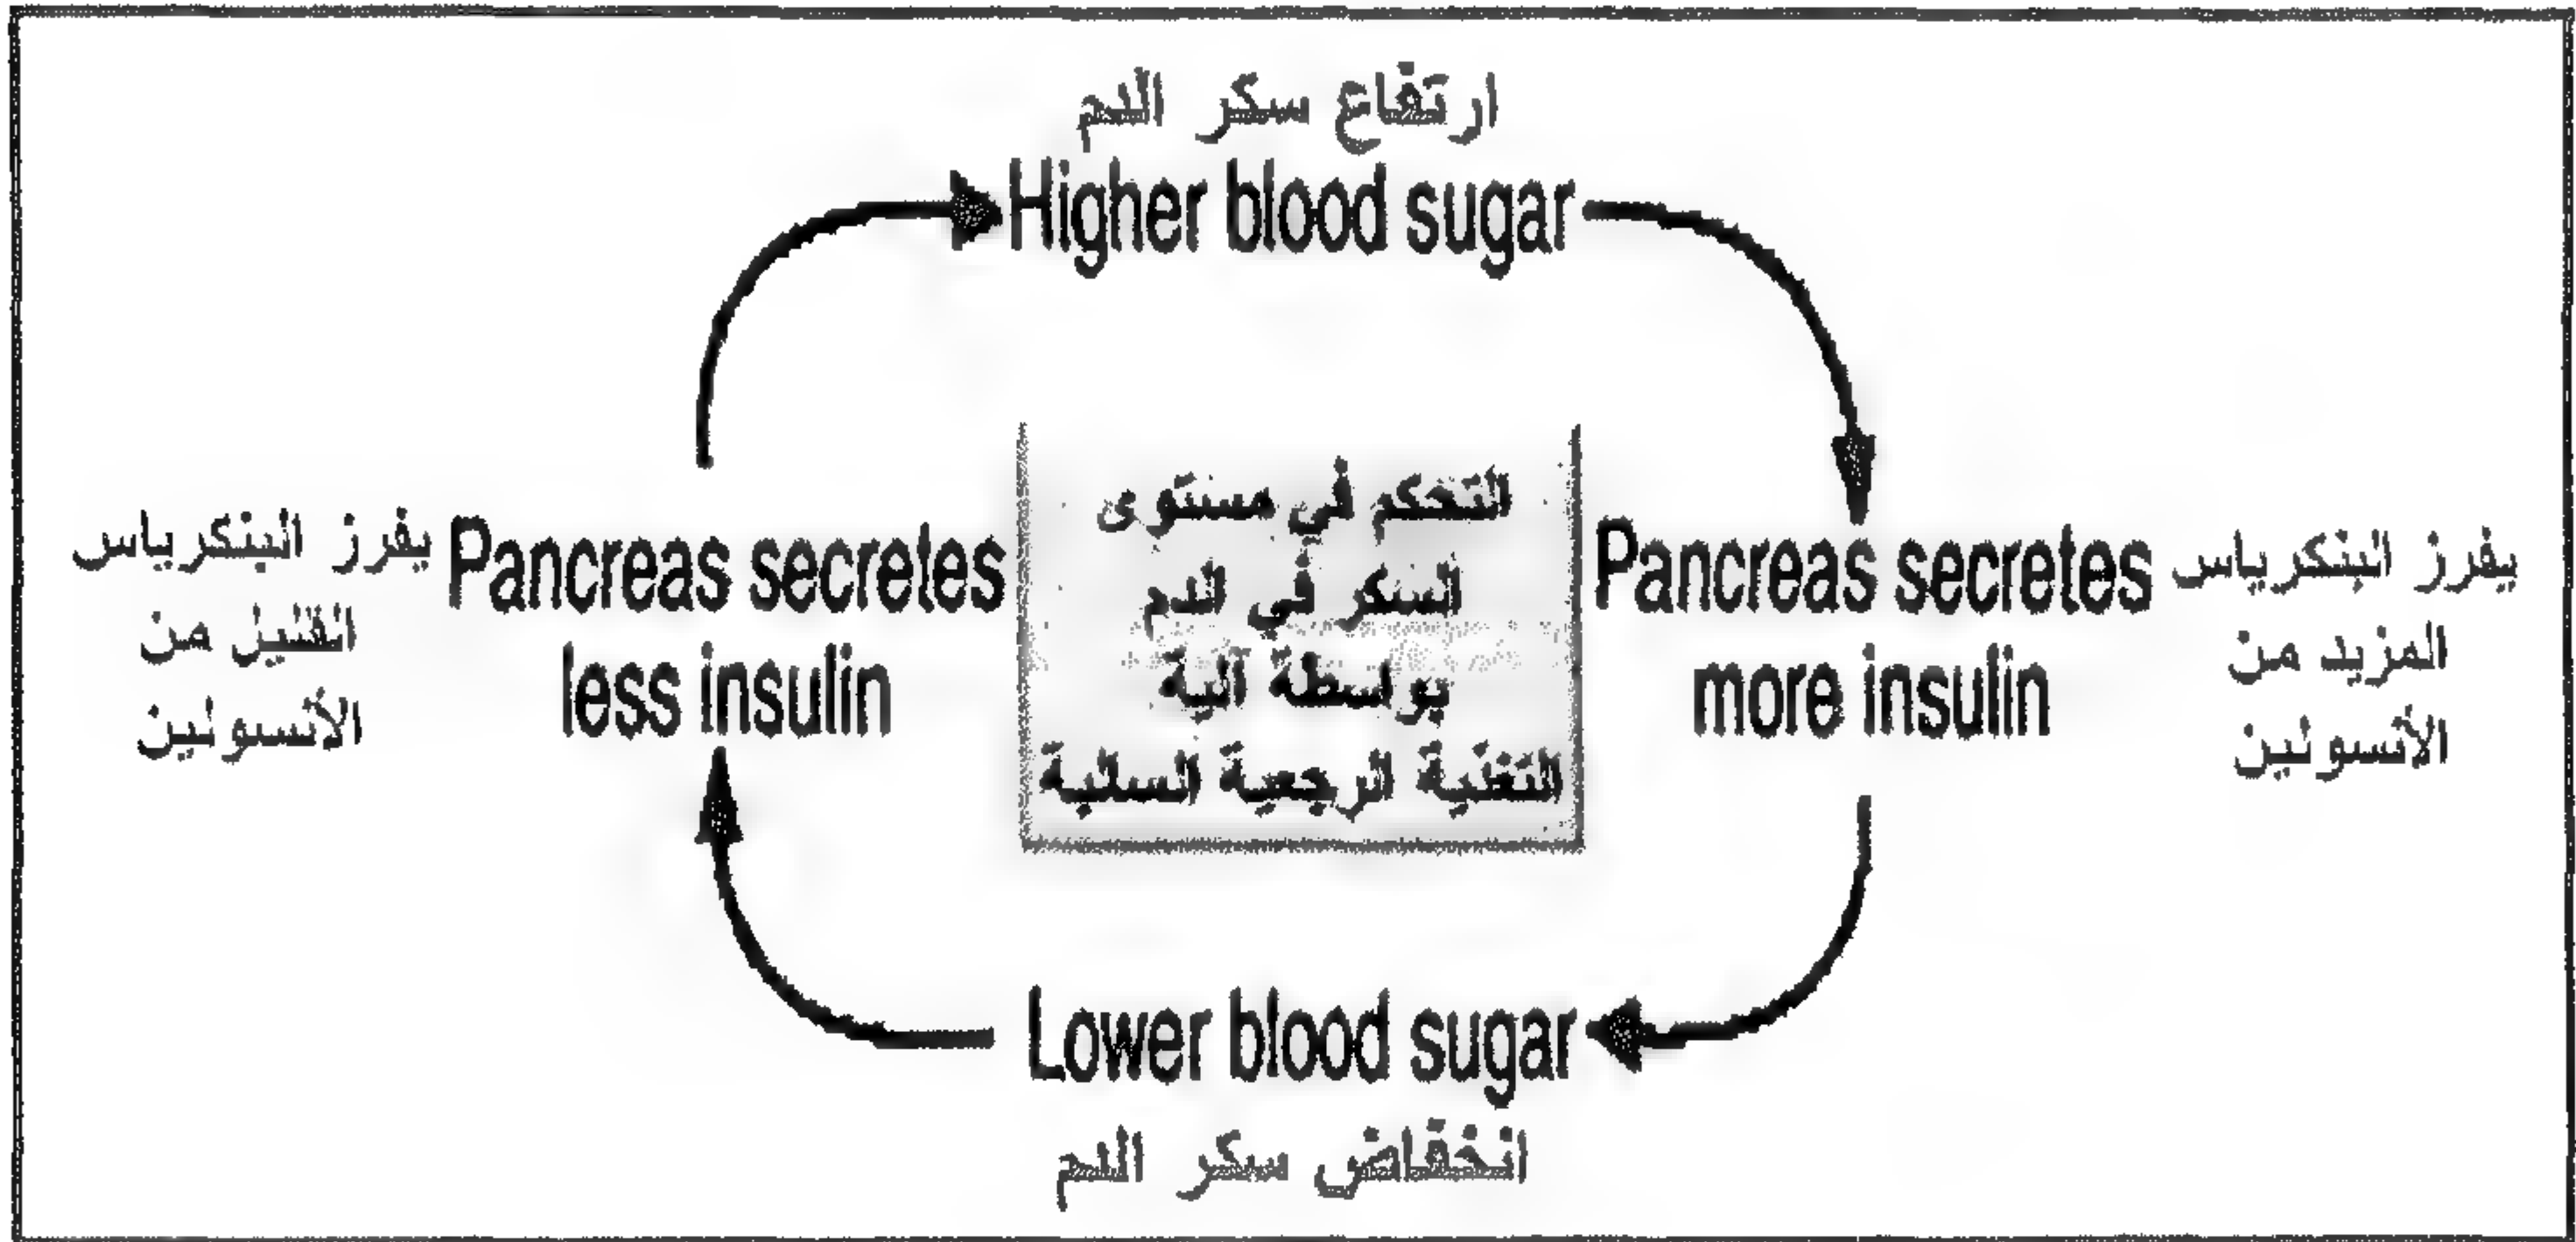 ارتفاع سكر الدم
Higher blood sugar
يفرز البنكرياس
القليل من
الأنسولين
Pancreas secretes
less insulin
التحكم في مستوى
السكر في الدم
بواسطة آلية
التغذية الرجعية السالبة
Pancreas secretes
more insulin
يفرز البنكرياس
المزيد من
الأنسولين
Lower blood sugar
انخفاض سكر الدم